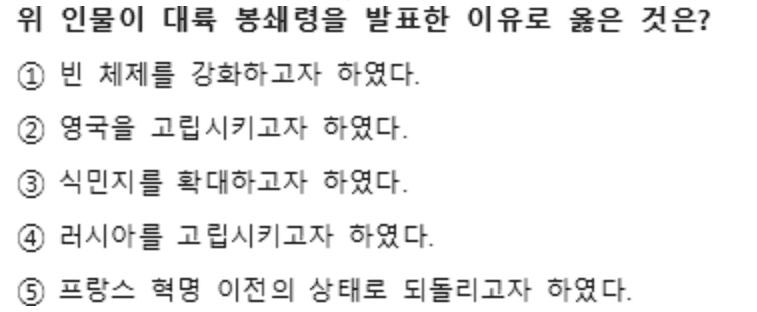 위 인물이 대륙 봉쇄령을 발표한 이유로 옳은 것은?
① 빈 체제를 강화하고자 하였다.
② 영국을 고립시키고자 하였다.
③ 식민지를 확대하고자 하였다.
④ 러시아를 고립시키고자 하였다.
⑤ 프랑스 혁명 이전의 상태로 되돌리고자 하였다.